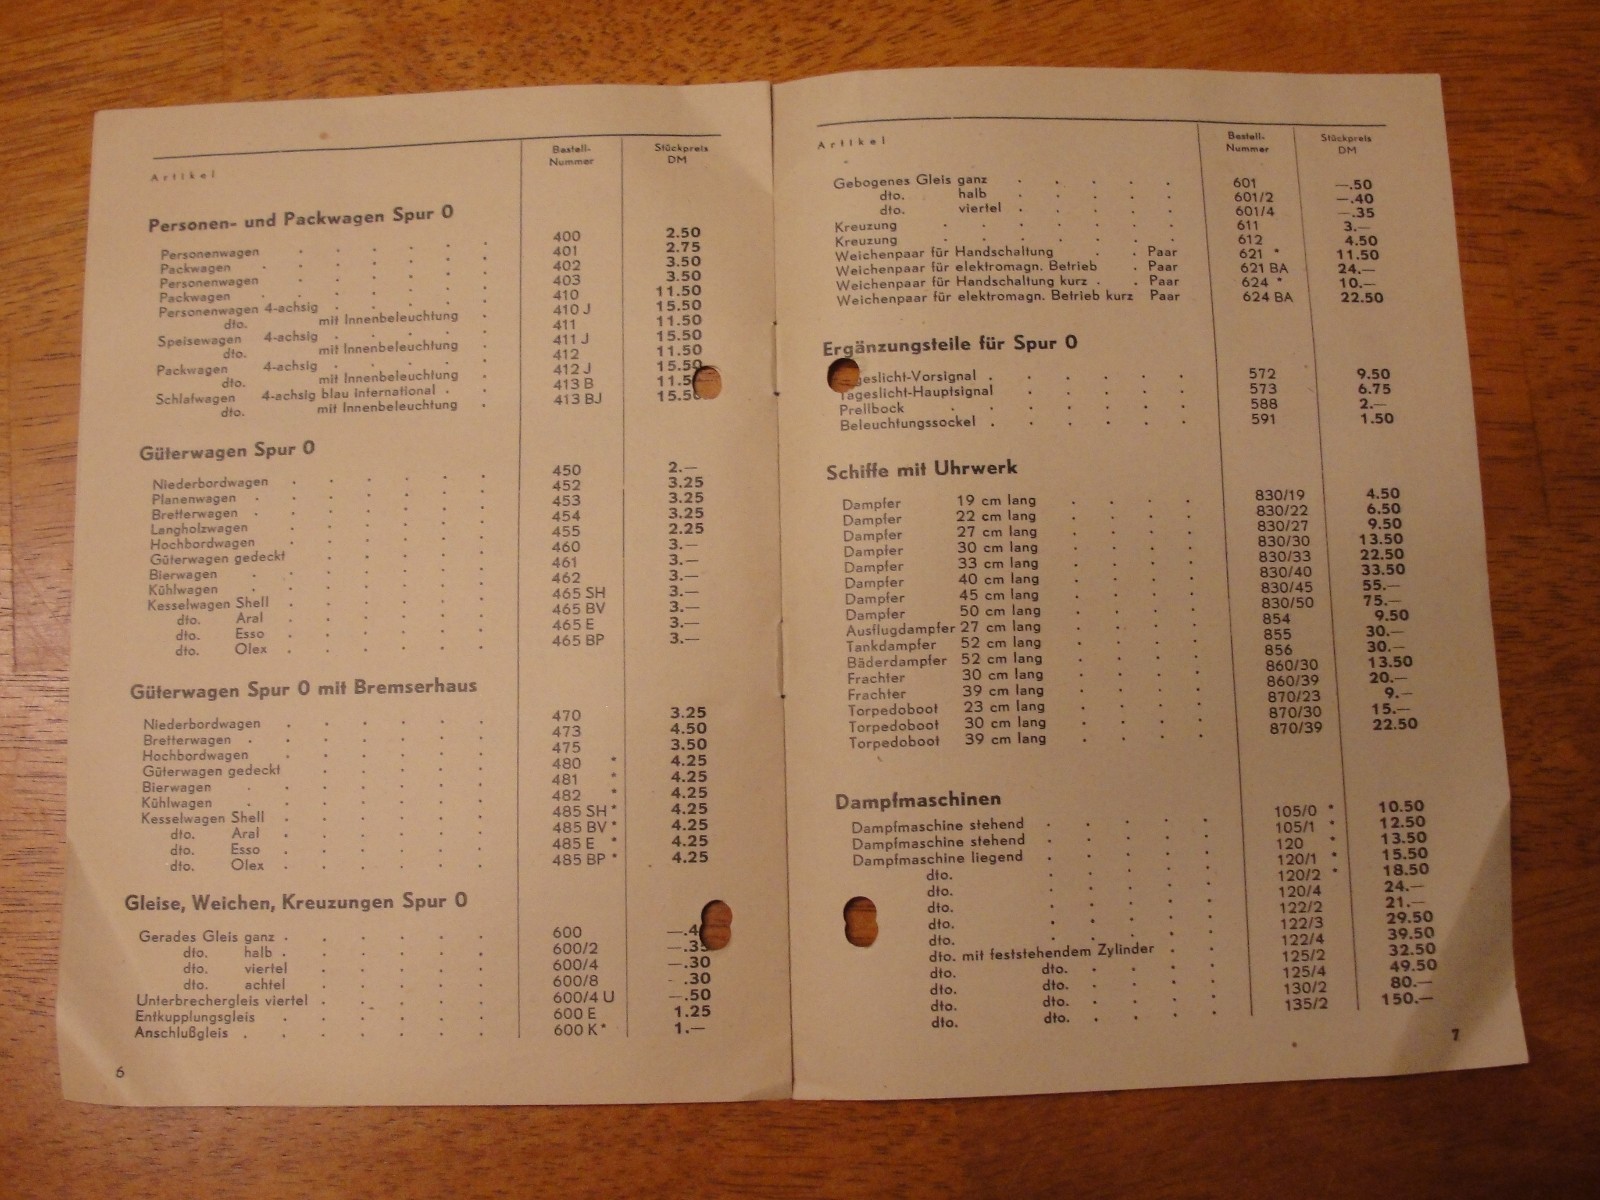 Artikel Bestell-Nummer Stückpreis DM
Personen- und Packwagen Spur 0
Personenwagen . . . . . . 400 2.50
Packwagen . . . . . . 401 2.75
Personenwagen . . . . . . 402 3.50
Packwagen . . . . . . 403 3.50
Personenwagen 4-achsig . . . . 410 11.50
dto. mit Innenbeleuchtung . 410 J 15.50
Speisewagen 4-achsig . . . . 411 11.50
dto. mit Innenbeleuchtung . 411 J 15.50
Packwagen 4-achsig . . . . 412 11.50
dto. mit Innenbeleuchtung . 412 J 15.50
Schlafwagen 4-achsig blau international . . 413 B 11.5
dto. mit Innenbeleuchtung . 413 BJ 15.50
Güterwagen Spur 0
Niederbordwagen . . . . . . 450 2.—
Planenwagen . . . . . . 452 3.25
Bretterwagen . . . . . . 453 3.25
Langholzwagen . . . . . . 454 3.25
Hochbordwagen . . . . . . 455 2.25
Güterwagen gedeckt . . . . . 460 3.—
Bierwagen . . . . . . 461 3.—
Kühlwagen . . . . . . 462 3.—
Kesselwagen Shell . . . . . . 465 SH 3.—
dto. Aral . . . . . . 465 BV 3.—
dto. Esso . . . . . . 465 E 3.—
dto. Olex . . . . . . 465 BP 3.—
Güterwagen Spur 0 mit Bremserhaus
Niederbordwagen . . . . . . 470 3.25
Bretterwagen . . . . . . 473 4.50
Hochbordwagen . . . . . . 475 3.50
Güterwagen gedeckt . . . . . 480 * 4.25
Bierwagen . . . . . . 481 * 4.25
Kühlwagen . . . . . . 482 * 4.25
Kesselwagen Shell . . . . . . 485 SH * 4.25
dto. Aral . . . . . . 485 BV * 4.25
dto. Esso . . . . . . 485 E * 4.25
dto. Olex . . . . . . 485 BP * 4.25
Gleise, Weichen, Kreuzungen Spur 0
Gerades Gleis ganz . . . . . . 600 —.4
dto. halb . . . . . . 600/2 —.35
dto. viertel . . . . . 600/4 —.30
dto. achtel . . . . . 600/8 —.30
Unterbrechergleis viertel . . . . . 600/4 U —.50
Entkupplungsgleis . . . . . . 600 E 1.25
Anschlußgleis . . . . . . 600 K * 1.—
6
Artikel Bestell-Nummer Stückpreis DM
Gebogenes Gleis ganz . . . . . 601 —.50
dto. halb . . . . . 601/2 —.40
dto. viertel . . . . . 601/4 —.35
Kreuzung . . . . . . . 611 3.—
Kreuzung . . . . . . . 612 4.50
Weichenpaar für Handschaltung . . Paar 621 * 11.50
Weichenpaar für elektromagn. Betrieb . Paar 621 BA 24.—
Weichenpaar für Handschaltung kurz . . Paar 624 * 10.—
Weichenpaar für elektromagn. Betrieb kurz Paar 624 BA 22.50
Ergänzungsteile für Spur 0
geslicht-Vorsignal . . . . . . 572 9.50
Tageslicht-Hauptsignal . . . . . 573 6.75
Prellbock . . . . . . . 588 2.—
Beleuchtungssockel . . . . . . 591 1.50
Schiffe mit Uhrwerk
Dampfer 19 cm lang . . . . 830/19 4.50
Dampfer 22 cm lang . . . . 830/22 6.50
Dampfer 27 cm lang . . . . 830/27 9.50
Dampfer 30 cm lang . . . . 830/30 13.50
Dampfer 33 cm lang . . . . 830/33 22.50
Dampfer 40 cm lang . . . . 830/40 33.50
Dampfer 45 cm lang . . . . 830/45 55.—
Dampfer 50 cm lang . . . . 830/50 75.—
Ausflugdampfer 27 cm lang . . . . 854 9.50
Tankdampfer 52 cm lang . . . . 855 30.—
Bäderdampfer 52 cm lang . . . . 856 30.—
Frachter 30 cm lang . . . . 860/30 13.50
Frachter 39 cm lang . . . . 860/39 20.—
Torpedoboot 23 cm lang . . . . 870/23 9.—
Torpedoboot 30 cm lang . . . . 870/30 15.—
Torpedoboot 39 cm lang . . . . 870/39 22.50
Dampfmaschinen
Dampfmaschine stehend . . . . . 105/0 * 10.50
Dampfmaschine stehend . . . . . 105/1 * 12.50
Dampfmaschine liegend . . . . . 120 * 13.50
dto. . . . . . 120/1 * 15.50
dto. . . . . . 120/2 * 18.50
dto. . . . . . 120/4 24.—
dto. . . . . . 122/2 21.—
dto. . . . . . 122/3 29.50
dto. . . . . . 122/4 39.50
dto. mit feststehendem Zylinder . . 125/2 32.50
dto. dto. . . . . 125/4 49.50
dto. dto. . . . . 130/2 80.—
dto. dto. . . . . 135/2 150.—
7